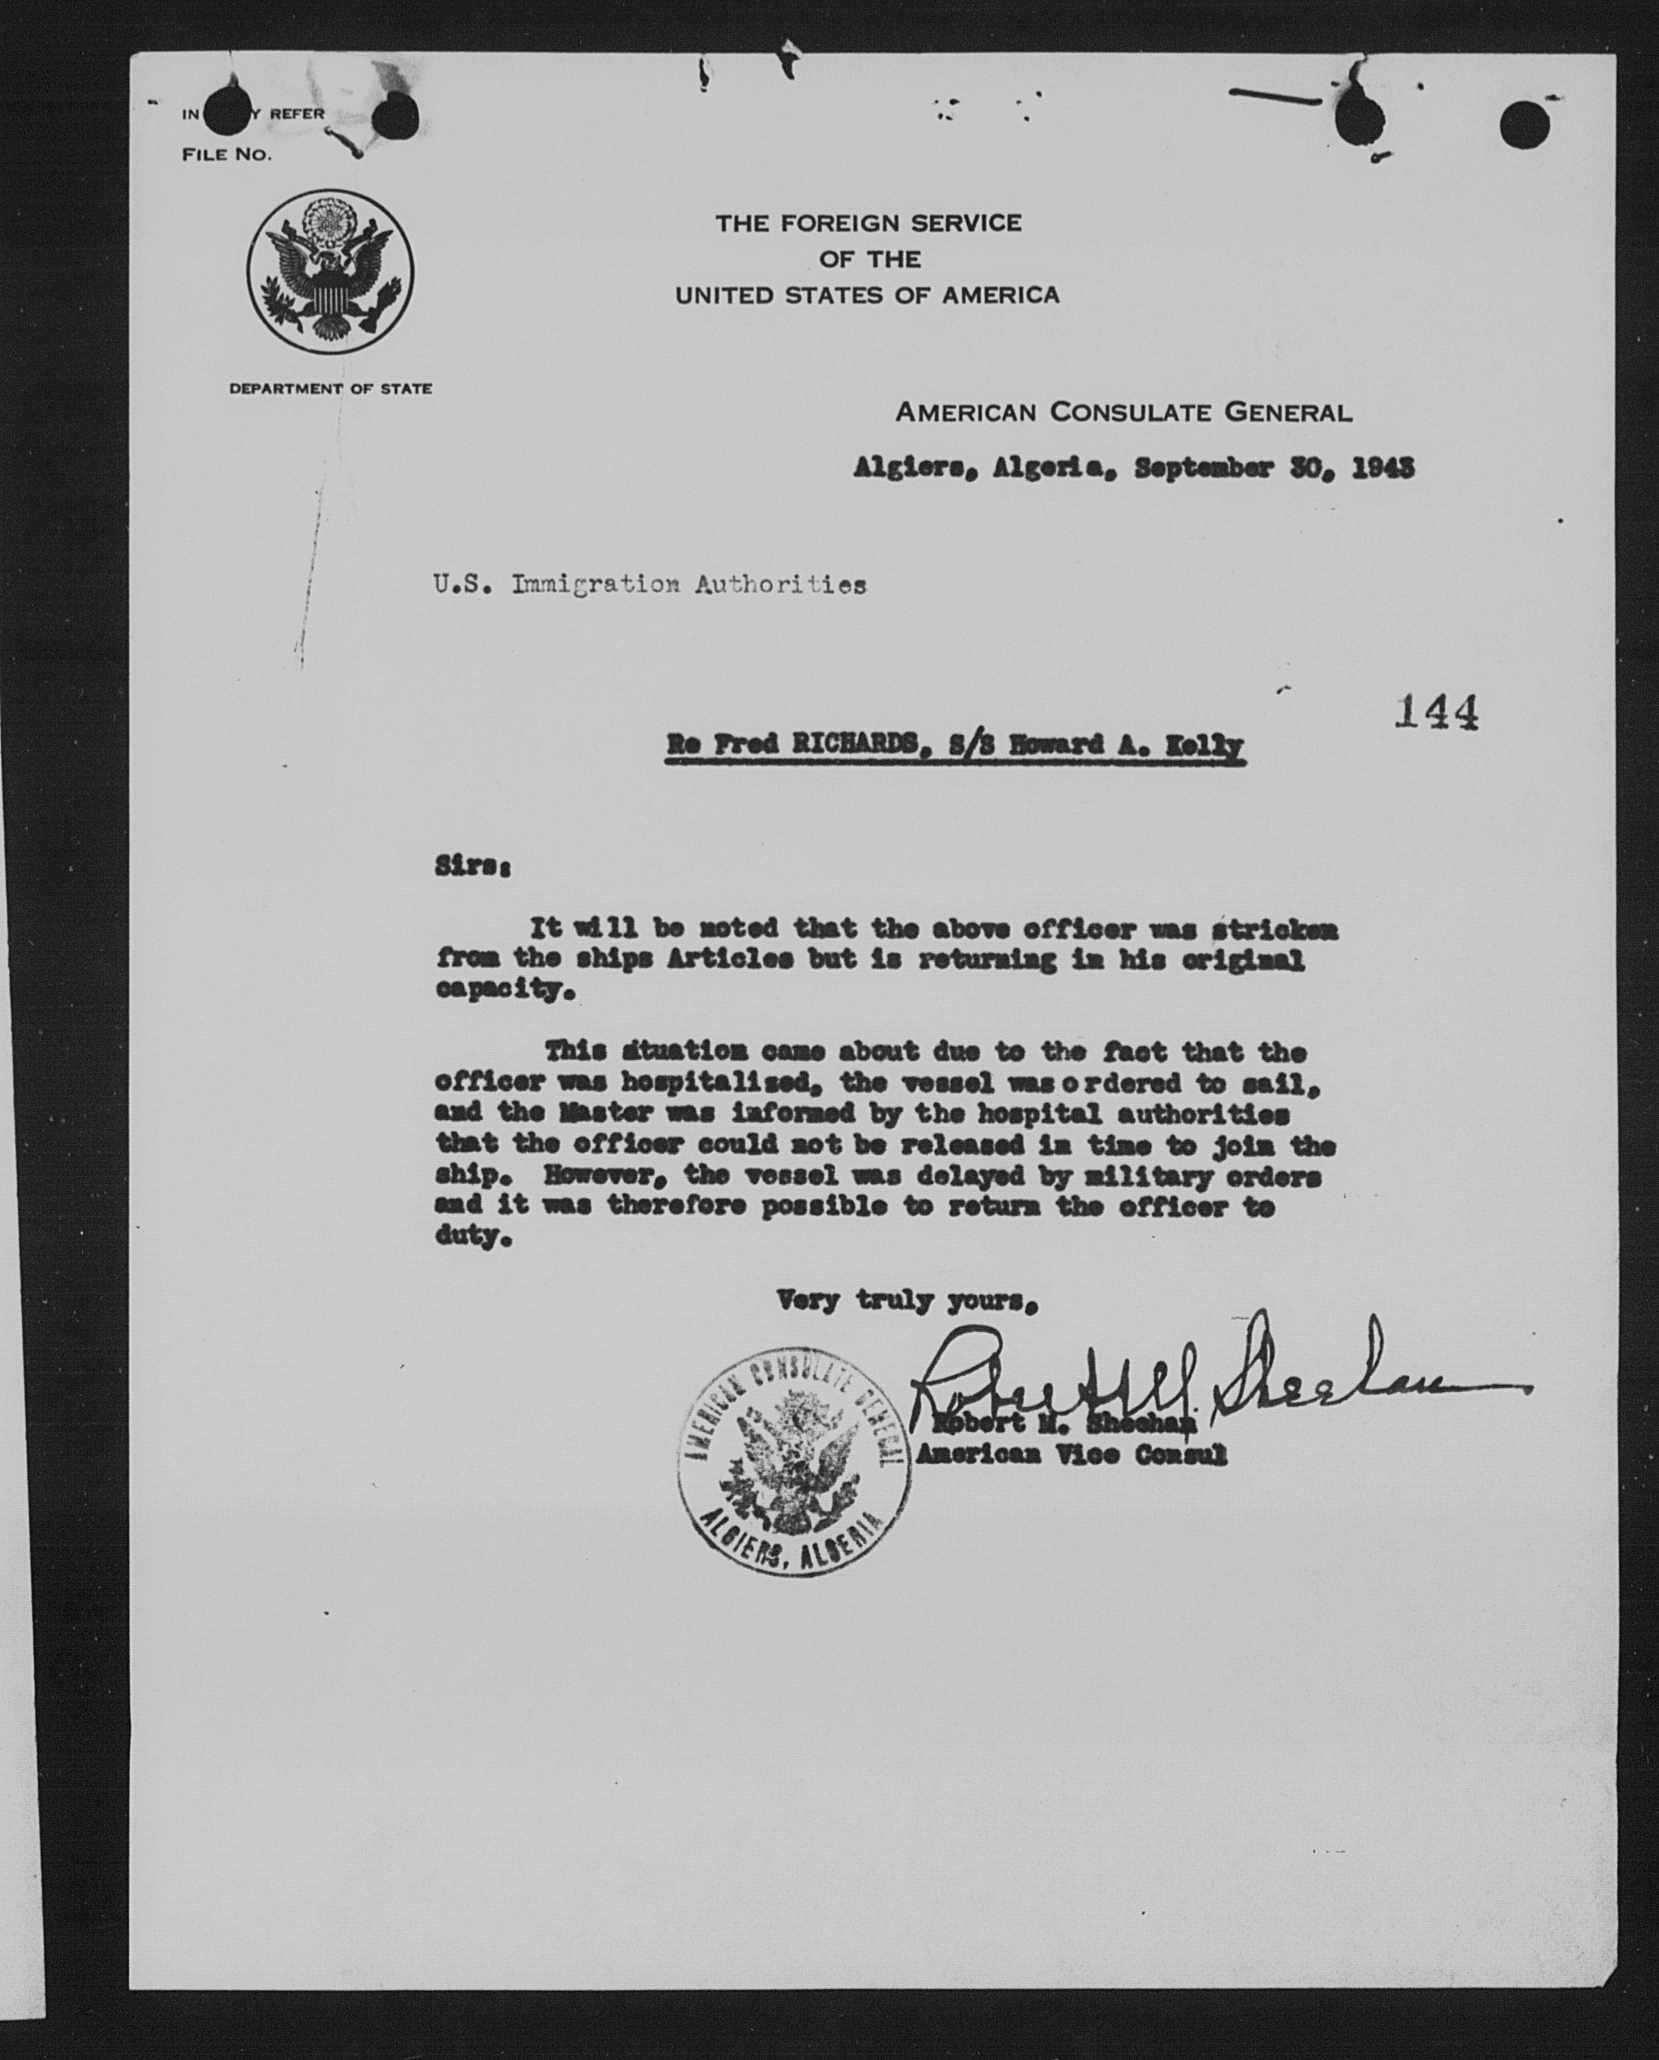 IN Y REFER
FILE NO.
THE FOREIGN SERVICE
OF THE
UNITED STATES OF AMERICA
DEPARTMENT OF STATE
AMERICAN CONSULATE GENERAL
Algiers, Algeria, September 30, 1943
U.S. Immigration Authorities
144
Re Fred RICHARDS, S/S Howard A. Kelly
Sirs:
It will be noted that the above officer was stricken
from the ships Articles but is returning in his original
capacity.
This situation came about due to the fact that the
officer was hospitalized, the vessel was ordered to sail,
and the Master was informed by the hospital authorities
that the officer could not be released in time to join the
ship. However, the vessel was delayed by military orders
and it was therefore possible to return the officer to
duty.
Very truly yours,
Robert M. Sheehan
Robert M. Sheehan
American Vice Consul
AMERICAN CONSULATE GENERAL
ALGIERS, ALGERIA